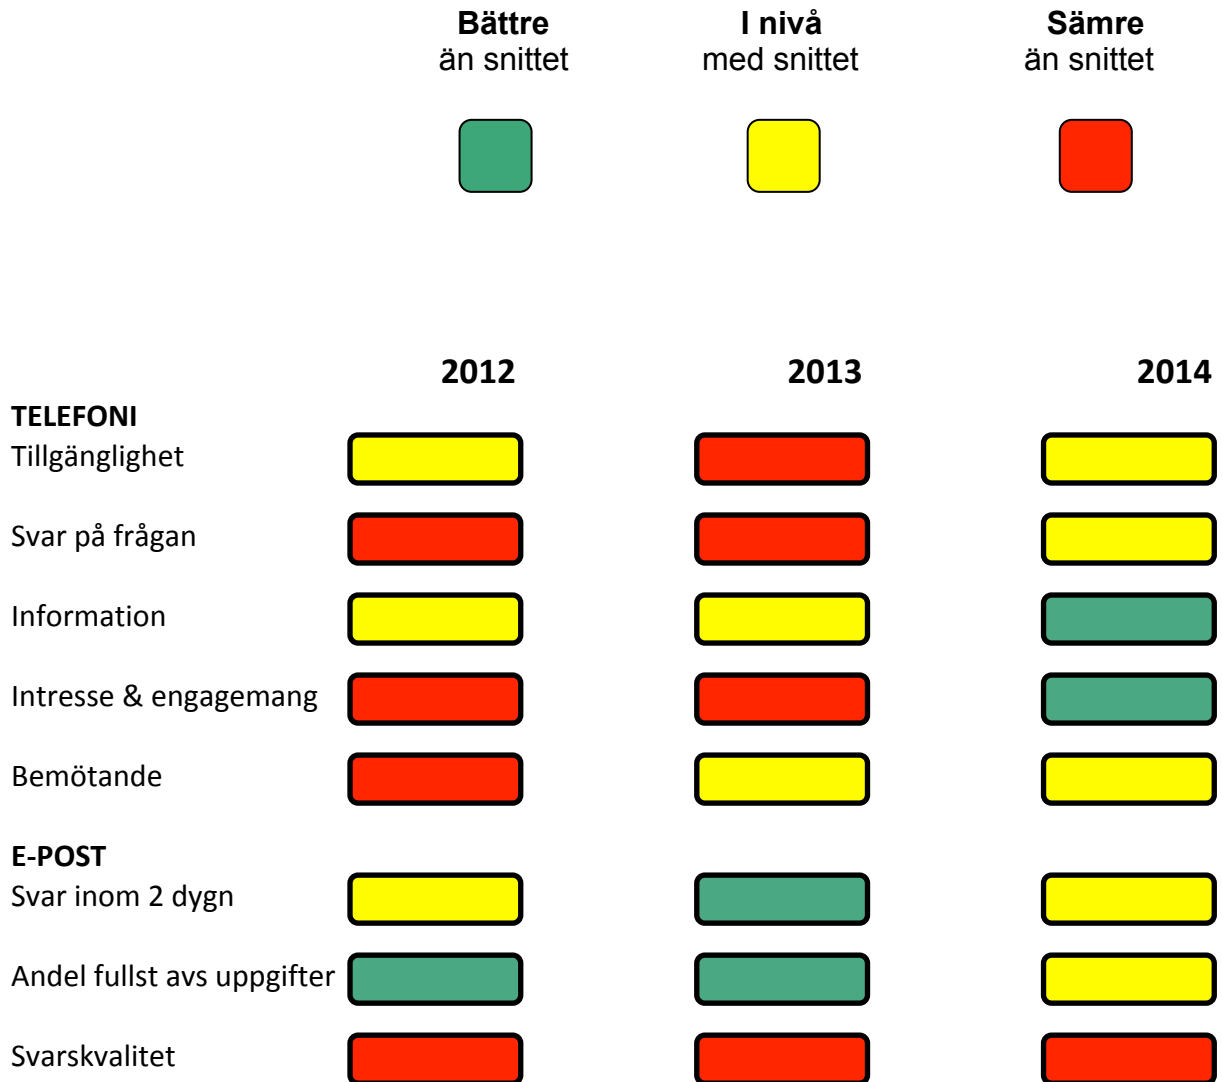 Bättre
än snittet
I nivå
med snittet
Sämre
än snittet
2012 2013 2014
TELEFONI
Tillgänglighet
Svar på frågan
Information
Intresse & engagemang
Bemötande
E-POST
Svar inom 2 dygn
Andel fullst avs uppgifter
Svarskvalitet